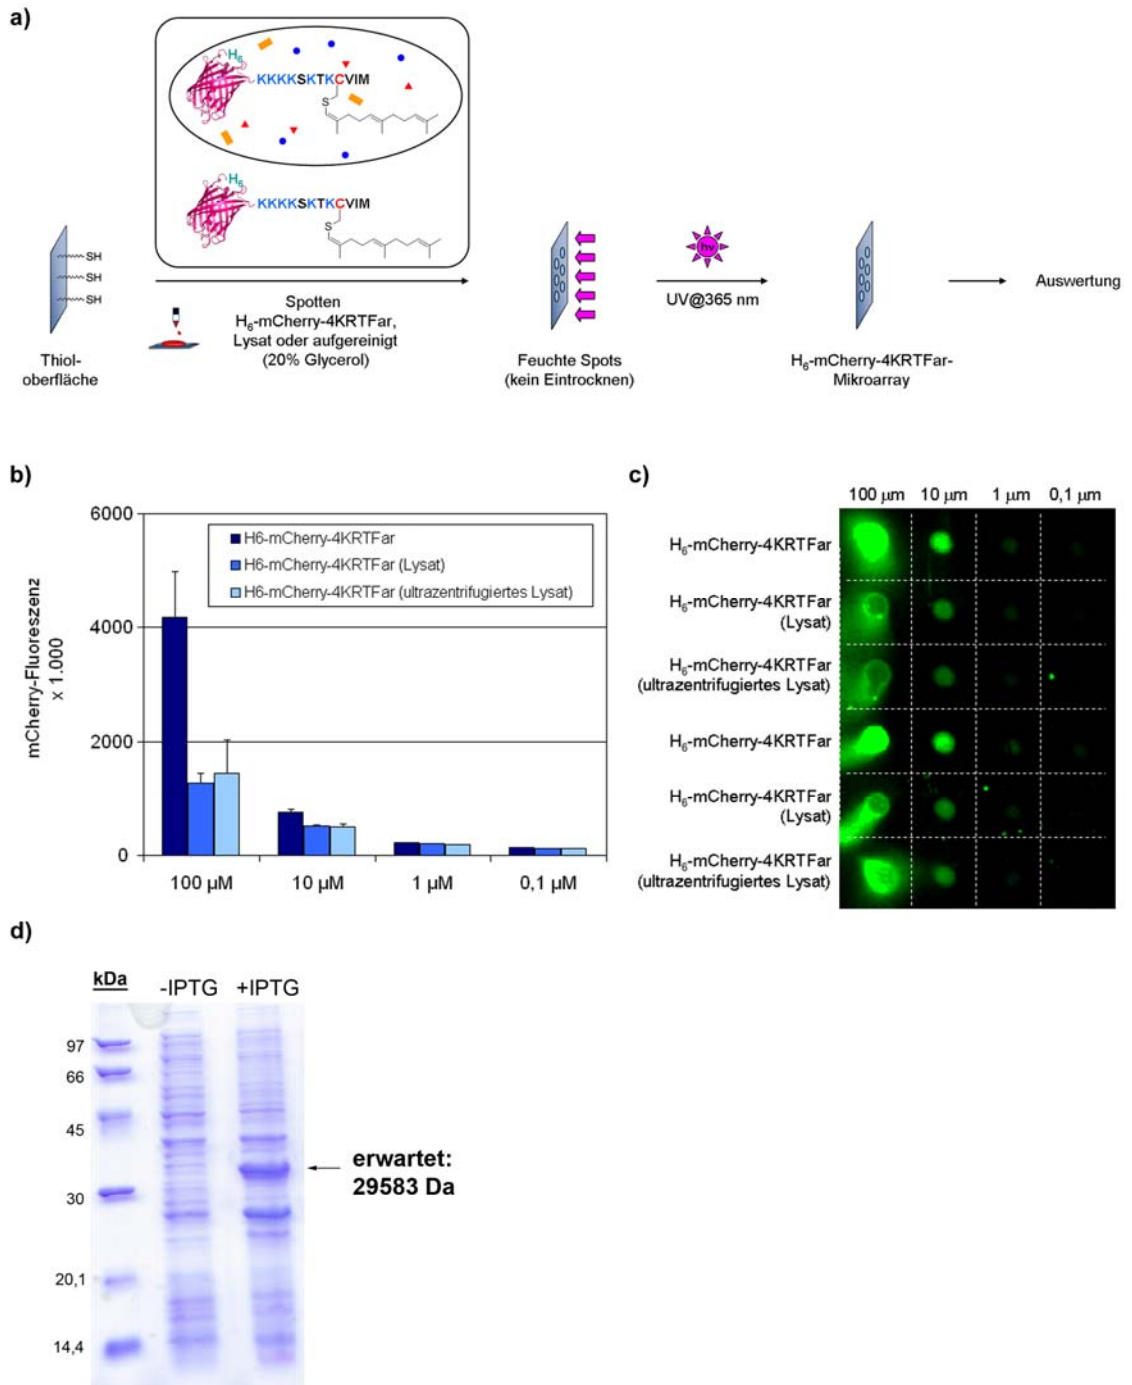 a)
H₆
KKKKSKTKCVIM
S
H₆
KKKKSKTKCVIM
S
SH
SH
SH
hν
Spotten
H₆-mCherry-4KRTFar,
Lysat oder aufgereinigt
(20% Glycerol)
UV@365 nm
Auswertung
Thiol-
oberfläche
Feuchte Spots
(kein Eintrocknen)
H₆-mCherry-4KRTFar-
Mikroarray
b)
mCherry-Fluoreszenz
x 1.000
6000
4000
2000
0
H6-mCherry-4KRTFar
H6-mCherry-4KRTFar (Lysat)
H6-mCherry-4KRTFar (ultrazentrifugiertes Lysat)
100 µM
10 µM
1 µM
0,1 µM
c)
100 µm 10 µm 1 µm 0,1 µm
H₆-mCherry-4KRTFar
H₆-mCherry-4KRTFar
(Lysat)
H₆-mCherry-4KRTFar
(ultrazentrifugiertes Lysat)
H₆-mCherry-4KRTFar
H₆-mCherry-4KRTFar
(Lysat)
H₆-mCherry-4KRTFar
(ultrazentrifugiertes Lysat)
d)
kDa -IPTG +IPTG
97
66
45
30
20,1
14,4
erwartet:
29583 Da